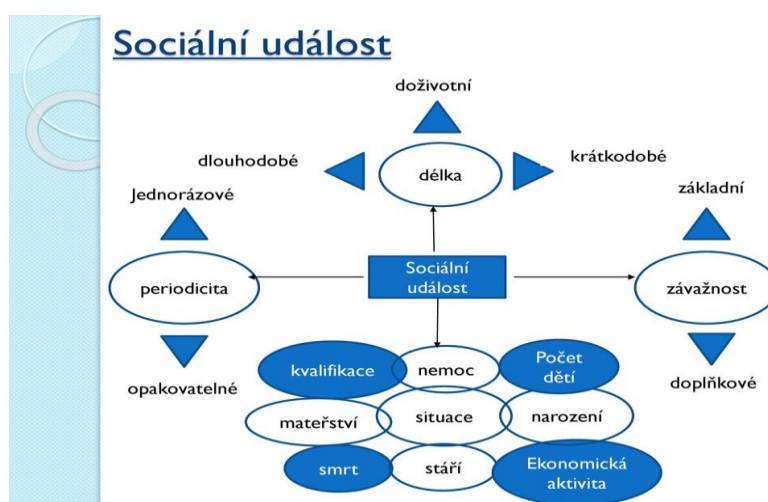 Sociální událost
doživotní
dlouhodobé
délka
krátkodobé
Jednorázové
základní
periodicita
Sociální
událost
závažnost
opakovatelné
doplňkové
kvalifikace
nemoc
Počet
dětí
mateřství
situace
narození
smrt
stáří
Ekonomická
aktivita